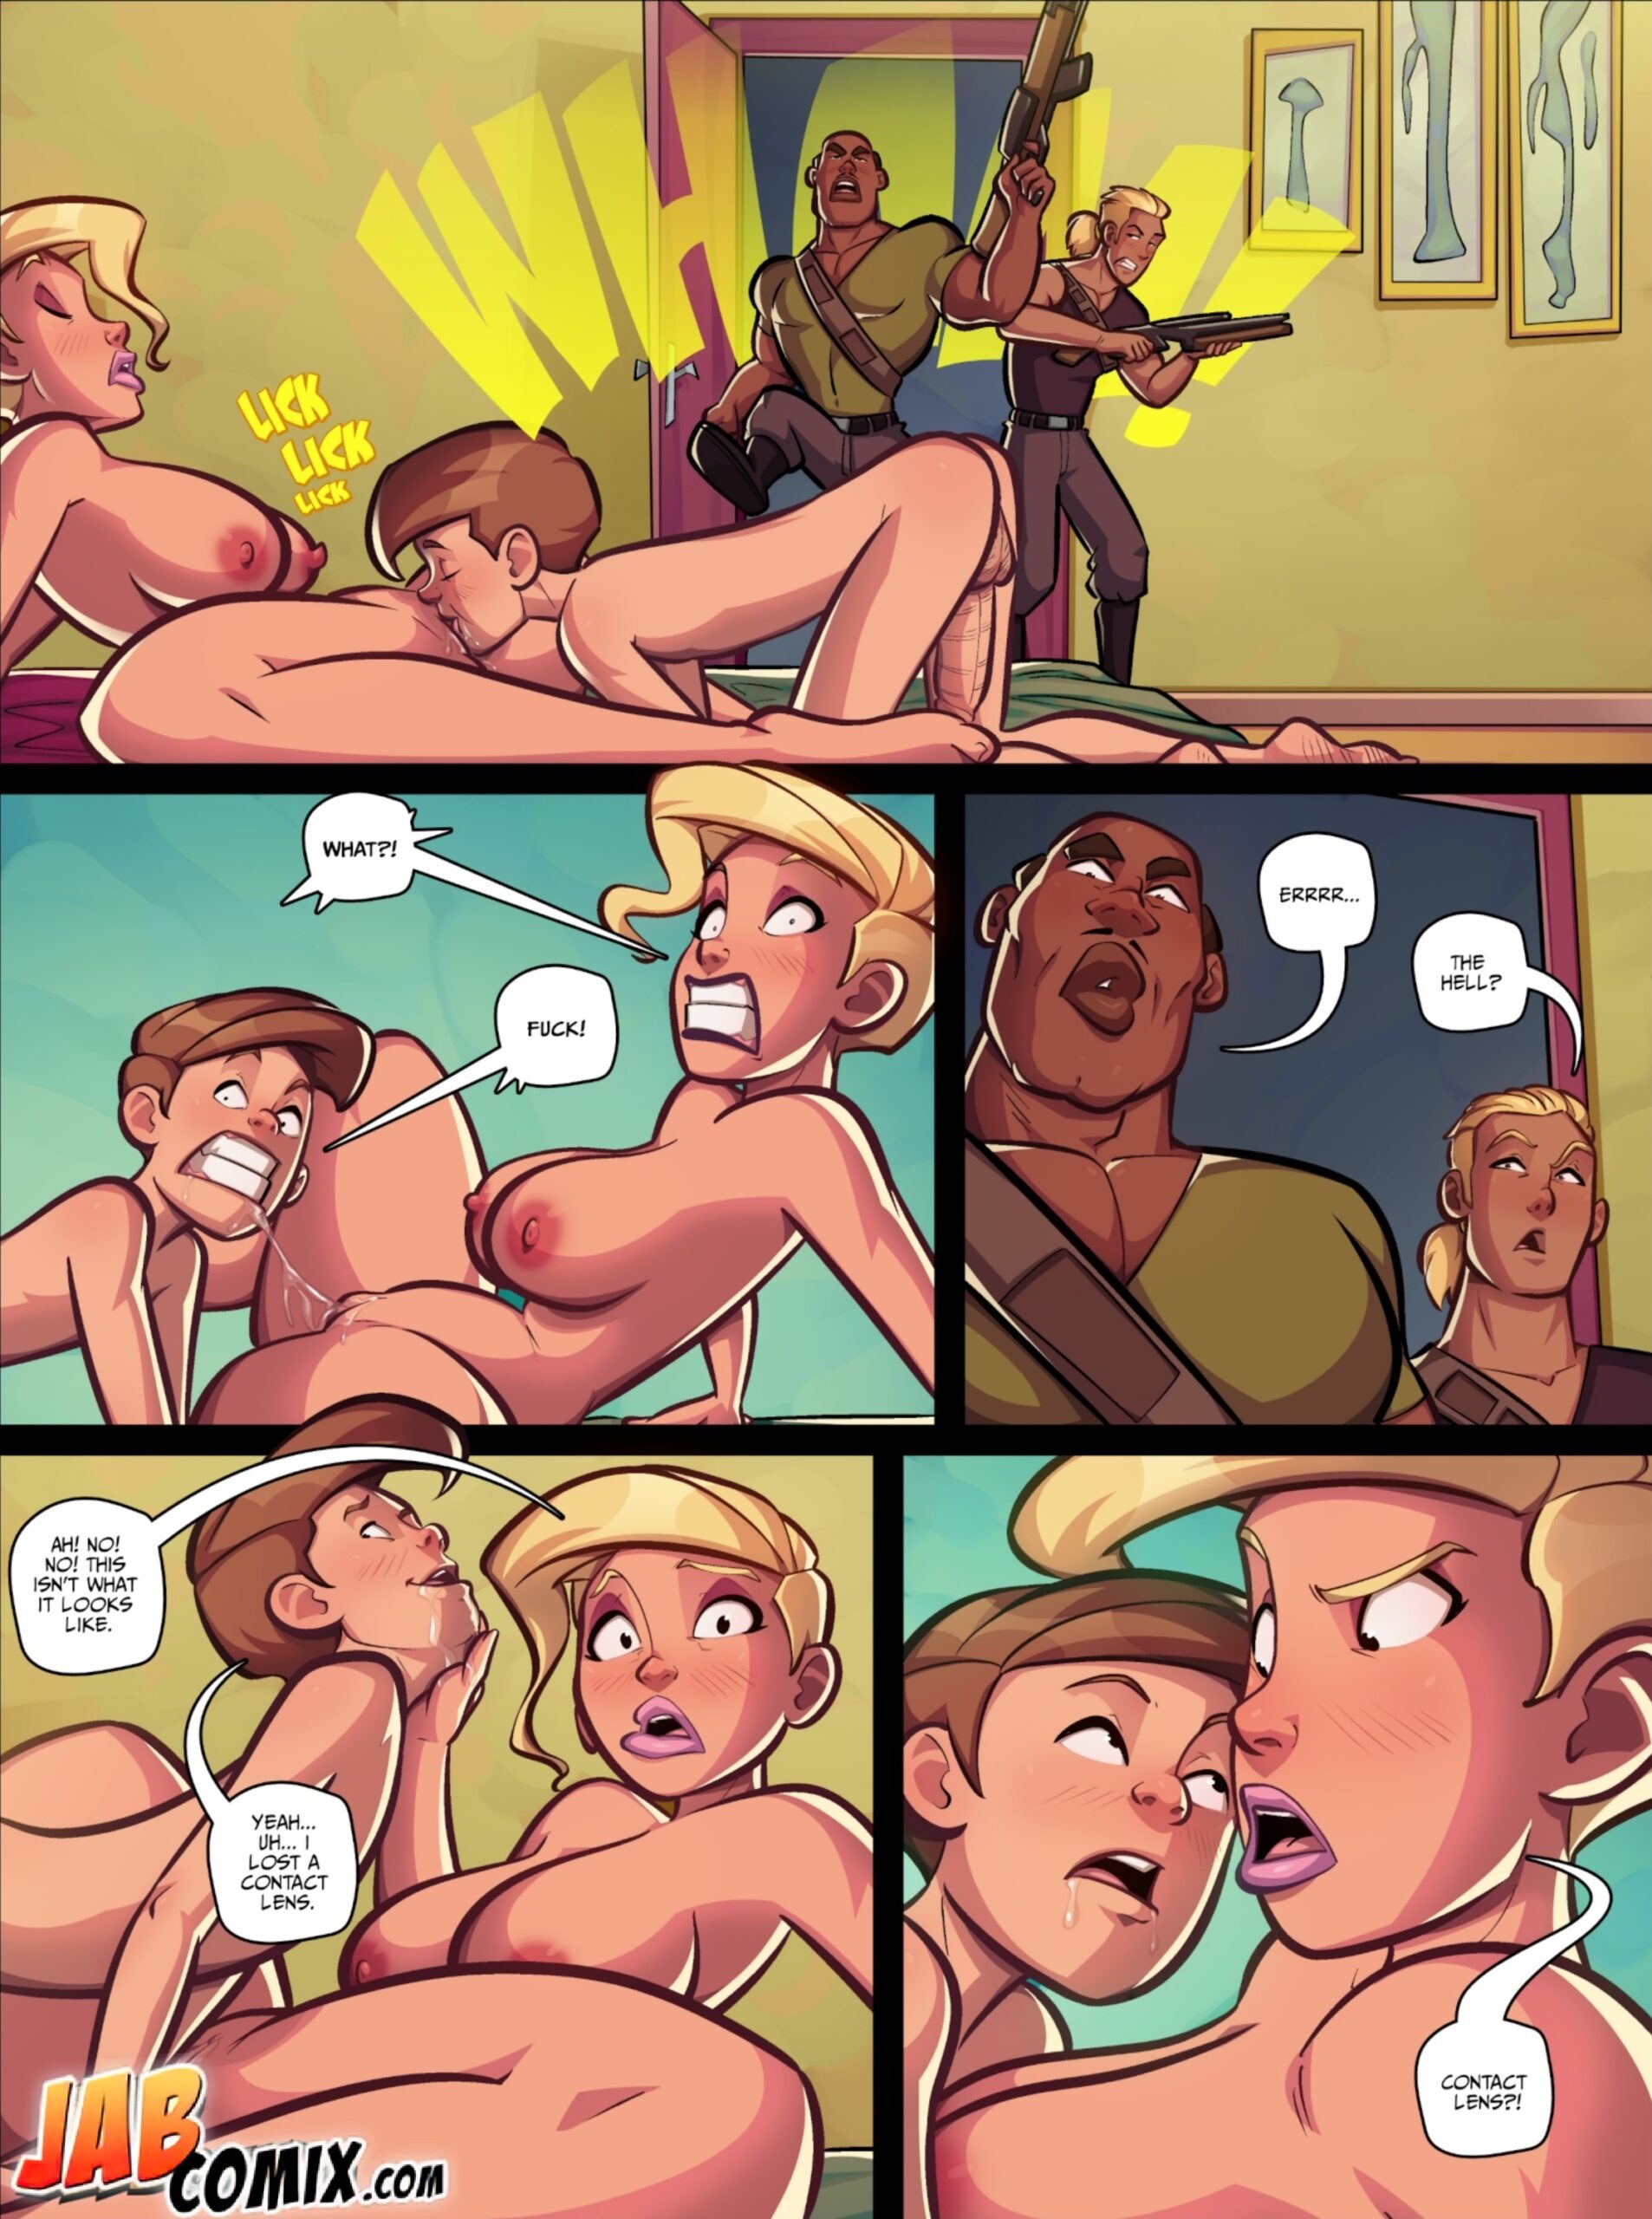 WHOA!!
LICK
LICK
LICK
WHAT?!
FUCK!
ERRRR...
THE
HELL?
AH! NO!
NO! THIS
ISN'T WHAT
IT LOOKS
LIKE.
YEAH...
UH... I
LOST A
CONTACT
LENS.
CONTACT
LENS?!
JAB
COMIX.COM